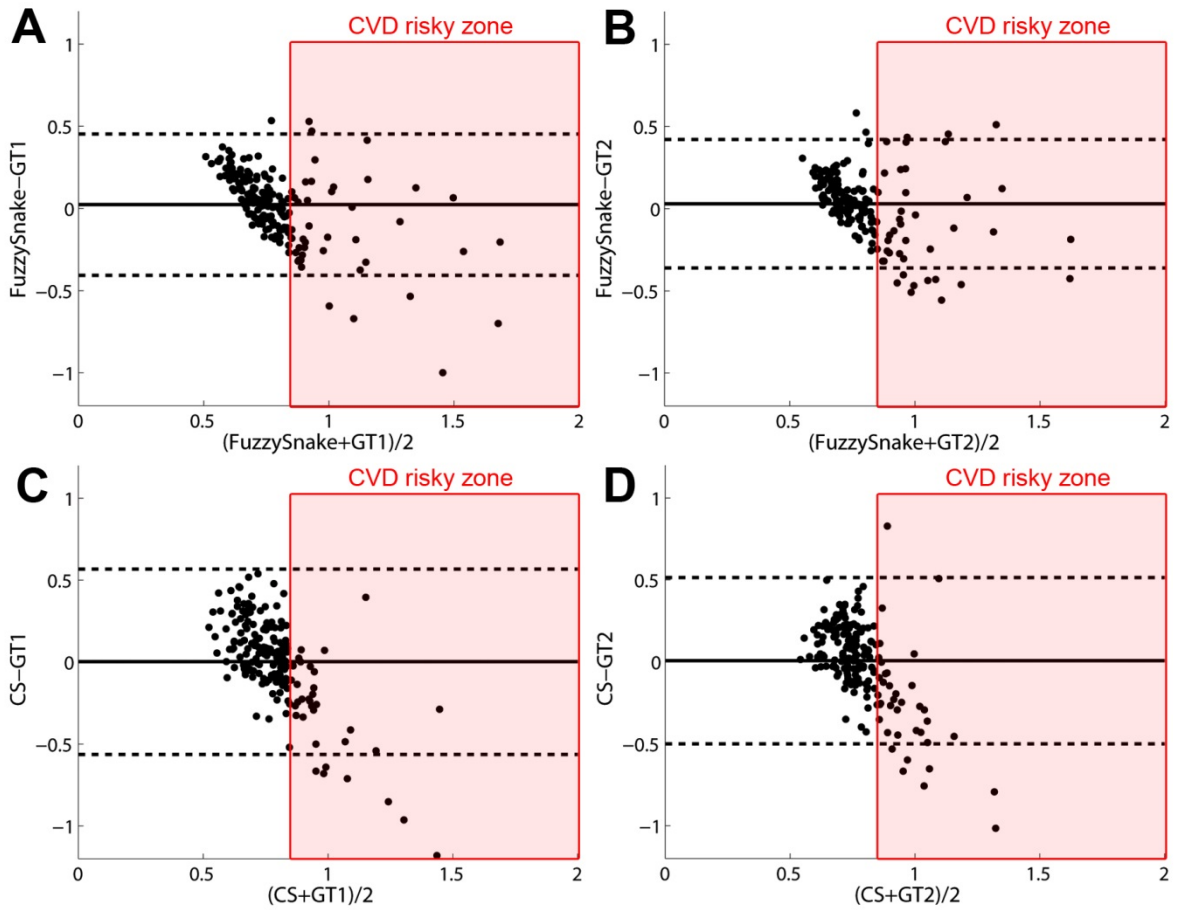 A
CVD risky zone
1
0.5
0
−0.5
−1
FuzzySnake−GT1
0
0.5
1
1.5
2
(FuzzySnake+GT1)/2
B
CVD risky zone
1
0.5
0
−0.5
−1
FuzzySnake−GT2
0
0.5
1
1.5
2
(FuzzySnake+GT2)/2
C
CVD risky zone
1
0.5
0
−0.5
−1
CS−GT1
0
0.5
1
1.5
2
(CS+GT1)/2
D
CVD risky zone
1
0.5
0
−0.5
−1
CS−GT2
0
0.5
1
1.5
2
(CS+GT2)/2